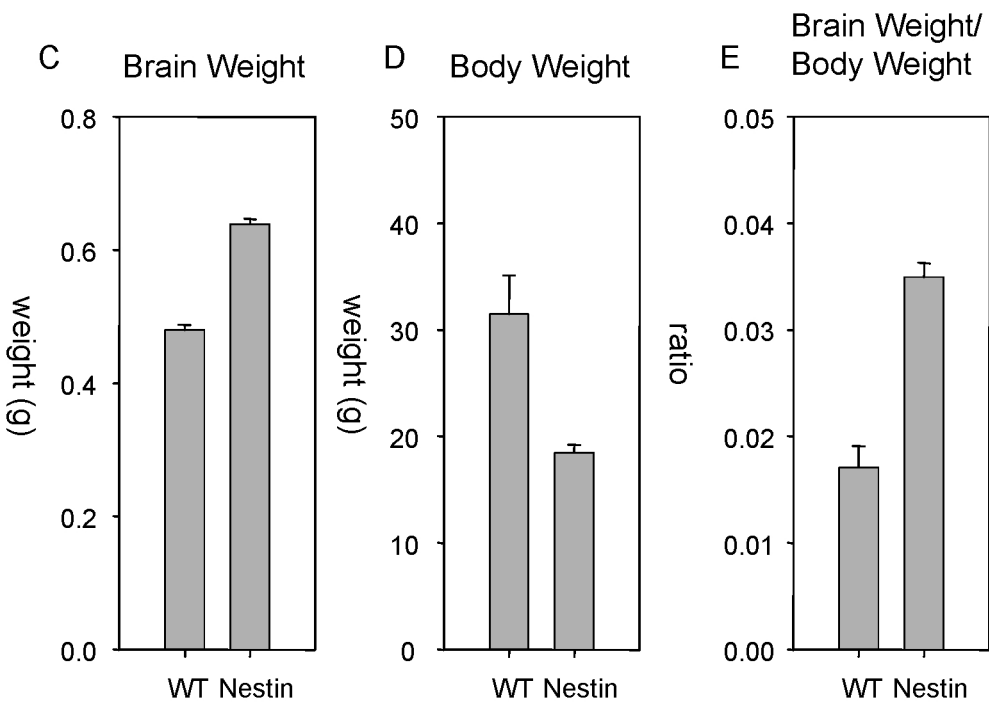 C
Brain Weight
weight (g)
0.8
0.6
0.4
0.2
0.0
WT Nestin
D
Body Weight
weight (g)
50
40
30
20
10
0
WT Nestin
E
Brain Weight/
Body Weight
ratio
0.05
0.04
0.03
0.02
0.01
0.00
WT Nestin